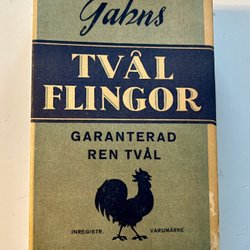 Gahns
TVÅL
FLINGOR
GARANTERAD
REN TVÅL
INREGISTR. VARUMÄRKE